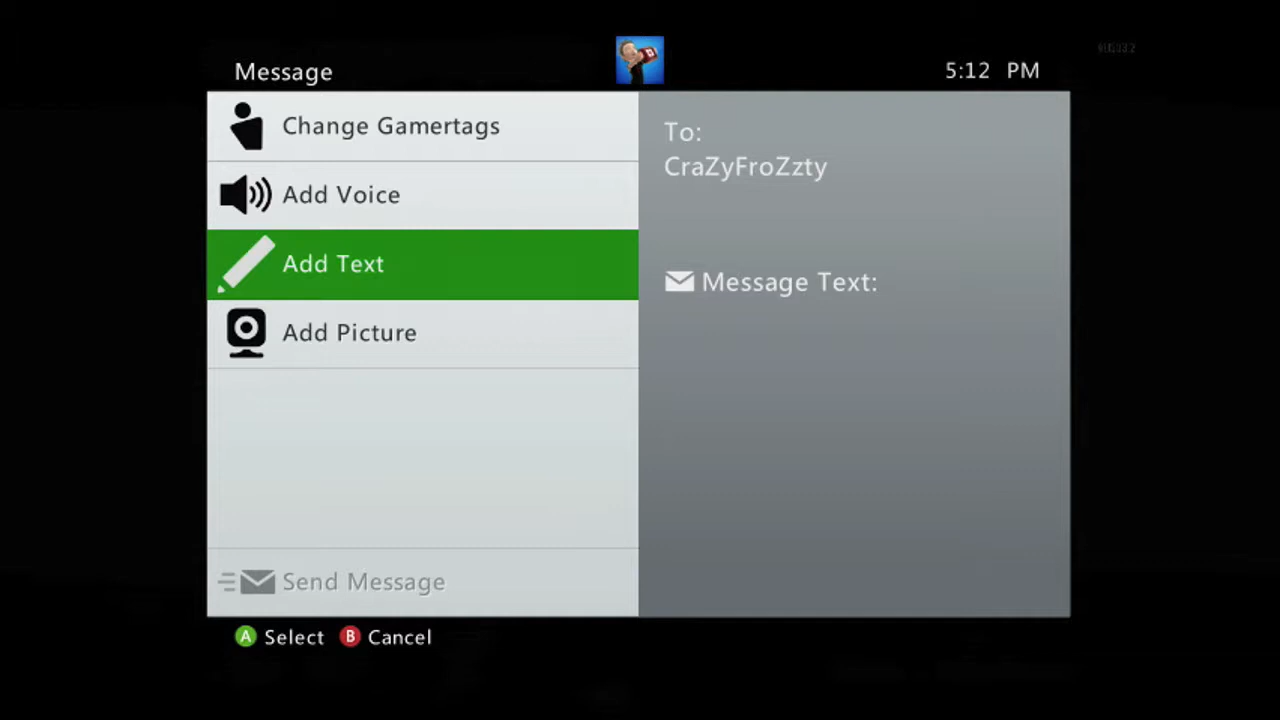 Message
5:12 PM
Change Gamertags
Add Voice
Add Text
Add Picture
Send Message
To:
CraZyFroZzty
Message Text:
A Select B Cancel